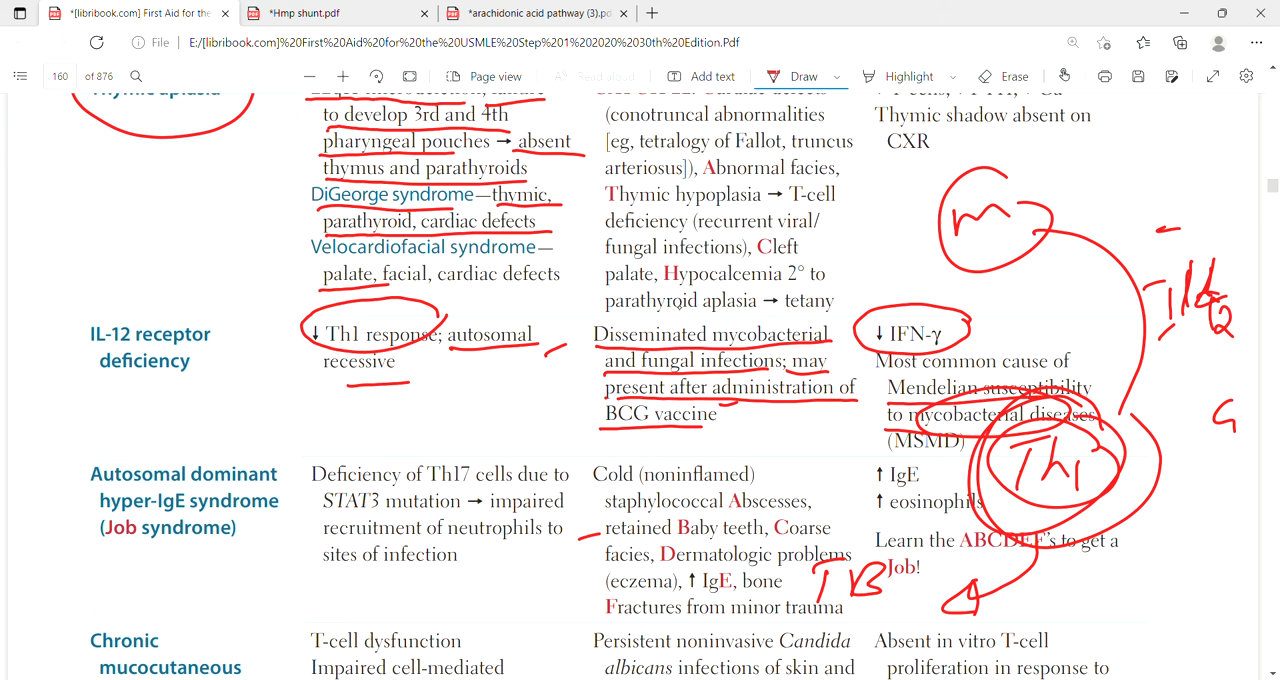 *[libribook.com] First Aid for the
*Hmp shunt.pdf
*arachidonic acid pathway (3).pd
File
E:/[libribook.com]%20First%20Aid%20for%20the%20USMLE%20Step%201%202020%2030th%20Edition.Pdf
160 of 876
Page view
Read aloud
Add text
Draw
Highlight
Erase
Thymic aplasia
to develop 3rd and 4th
pharyngeal pouches → absent
thymus and parathyroids
DiGeorge syndrome—thymic,
parathyroid, cardiac defects
Velocardiofacial syndrome—
palate, facial, cardiac defects
(conotruncal abnormalities
[eg, tetralogy of Fallot, truncus
arteriosus]), Abnormal facies,
Thymic hypoplasia → T-cell
deficiency (recurrent viral/
fungal infections), Cleft
palate, Hypocalcemia 2° to
parathyroid aplasia → tetany
Thymic shadow absent on
CXR
m
IL-12 receptor
deficiency
↓ Th1 response; autosomal
recessive
Disseminated mycobacterial
and fungal infections; may
present after administration of
BCG vaccine
↓ IFN-γ
Most common cause of
Mendelian susceptibility
to mycobacterial diseases
(MSMD)
Th1
Autosomal dominant
hyper-IgE syndrome
(Job syndrome)
Deficiency of Th17 cells due to
STAT3 mutation → impaired
recruitment of neutrophils to
sites of infection
Cold (noninflamed)
staphylococcal Abscesses,
retained Baby teeth, Coarse
facies, Dermatologic problems
(eczema), ↑ IgE, bone
Fractures from minor trauma
TB
↑ IgE
↑ eosinophils
Learn the ABCDEF's to get a
Job!
Chronic
mucocutaneous
T-cell dysfunction
Impaired cell-mediated
Persistent noninvasive Candida
albicans infections of skin and
Absent in vitro T-cell
proliferation in response to